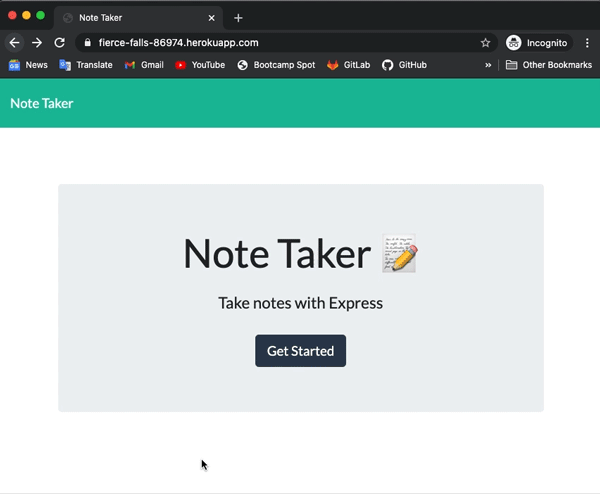 Note Taker
fierce-falls-86974.herokuapp.com
Incognito
News Translate Gmail YouTube Bootcamp Spot GitLab GitHub » Other Bookmarks
Note Taker
Note Taker
Take notes with Express
Get Started